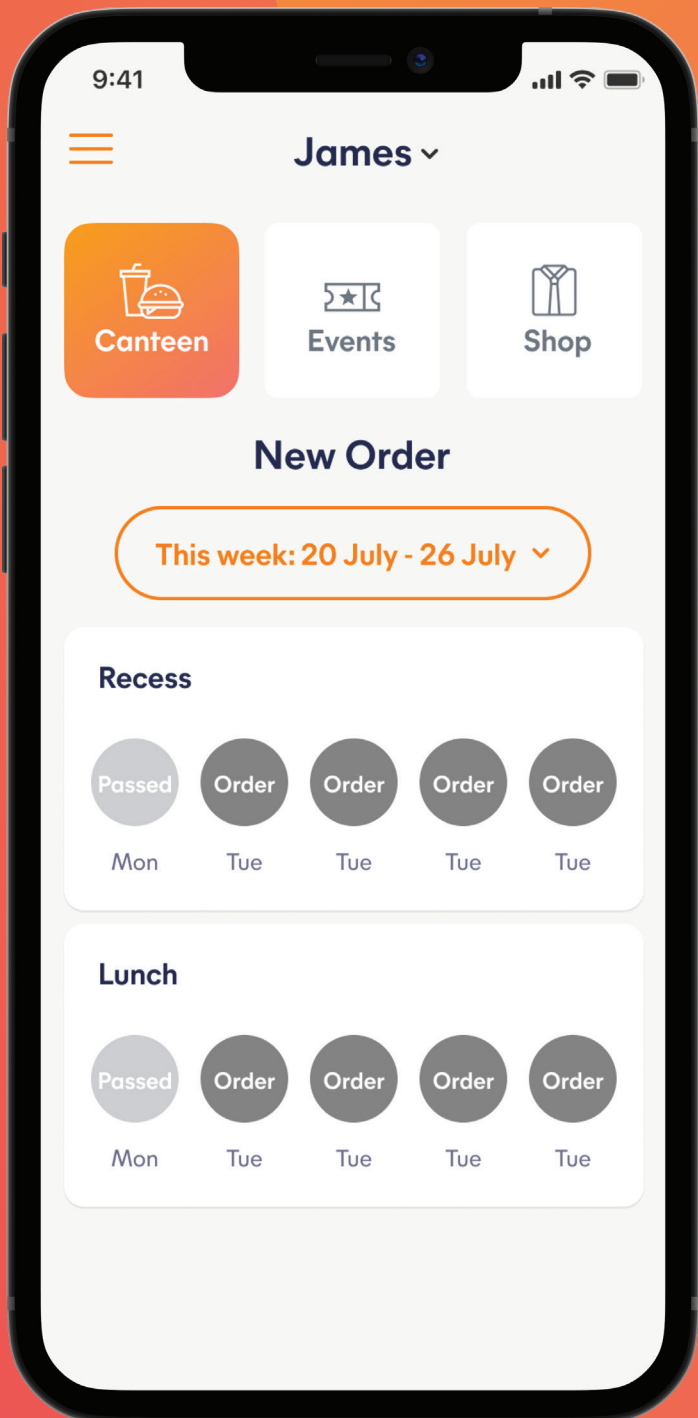 9:41
James
Canteen
Events
Shop
New Order
This week: 20 July - 26 July
Recess
Passed Order Order Order Order
Mon Tue Tue Tue Tue
Lunch
Passed Order Order Order Order
Mon Tue Tue Tue Tue